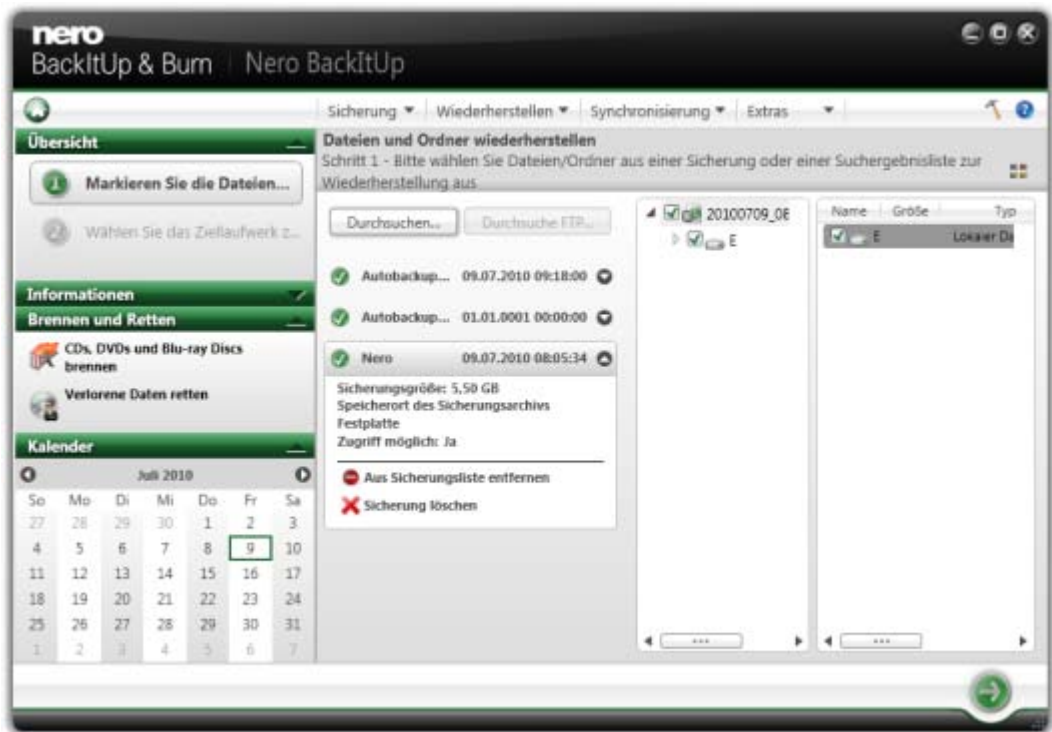 nero
BackItUp & Burn | Nero BackItUp
Sicherung Wiederherstellen Synchronisierung Extras
Übersicht
1 Markieren Sie die Dateien...
2 Wählen Sie das Ziellaufwerk z...
Informationen
Brennen und Retten
CDs, DVDs und Blu-ray Discs
brennen
Verlorene Daten retten
Kalender
Juli 2010
So Mo Di Mi Do Fr Sa
27 28 29 30 1 2 3
4 5 6 7 8 9 10
11 12 13 14 15 16 17
18 19 20 21 22 23 24
25 26 27 28 29 30 31
1 2 3 4 5 6 7
Dateien und Ordner wiederherstellen
Schritt 1 - Bitte wählen Sie Dateien/Ordner aus einer Sicherung oder einer Suchergebnisliste zur
Wiederherstellung aus
Durchsuchen... Durchsuche FTP...
Autobackup... 09.07.2010 09:18:00
Autobackup... 01.01.0001 00:00:00
Nero 09.07.2010 08:05:34
Sicherungsgröße: 5,50 GB
Speicherort des Sicherungsarchivs
Festplatte
Zugriff möglich: Ja
Aus Sicherungsliste entfernen
Sicherung löschen
20100709_08
E
Name Größe Typ
E Lokaler Da